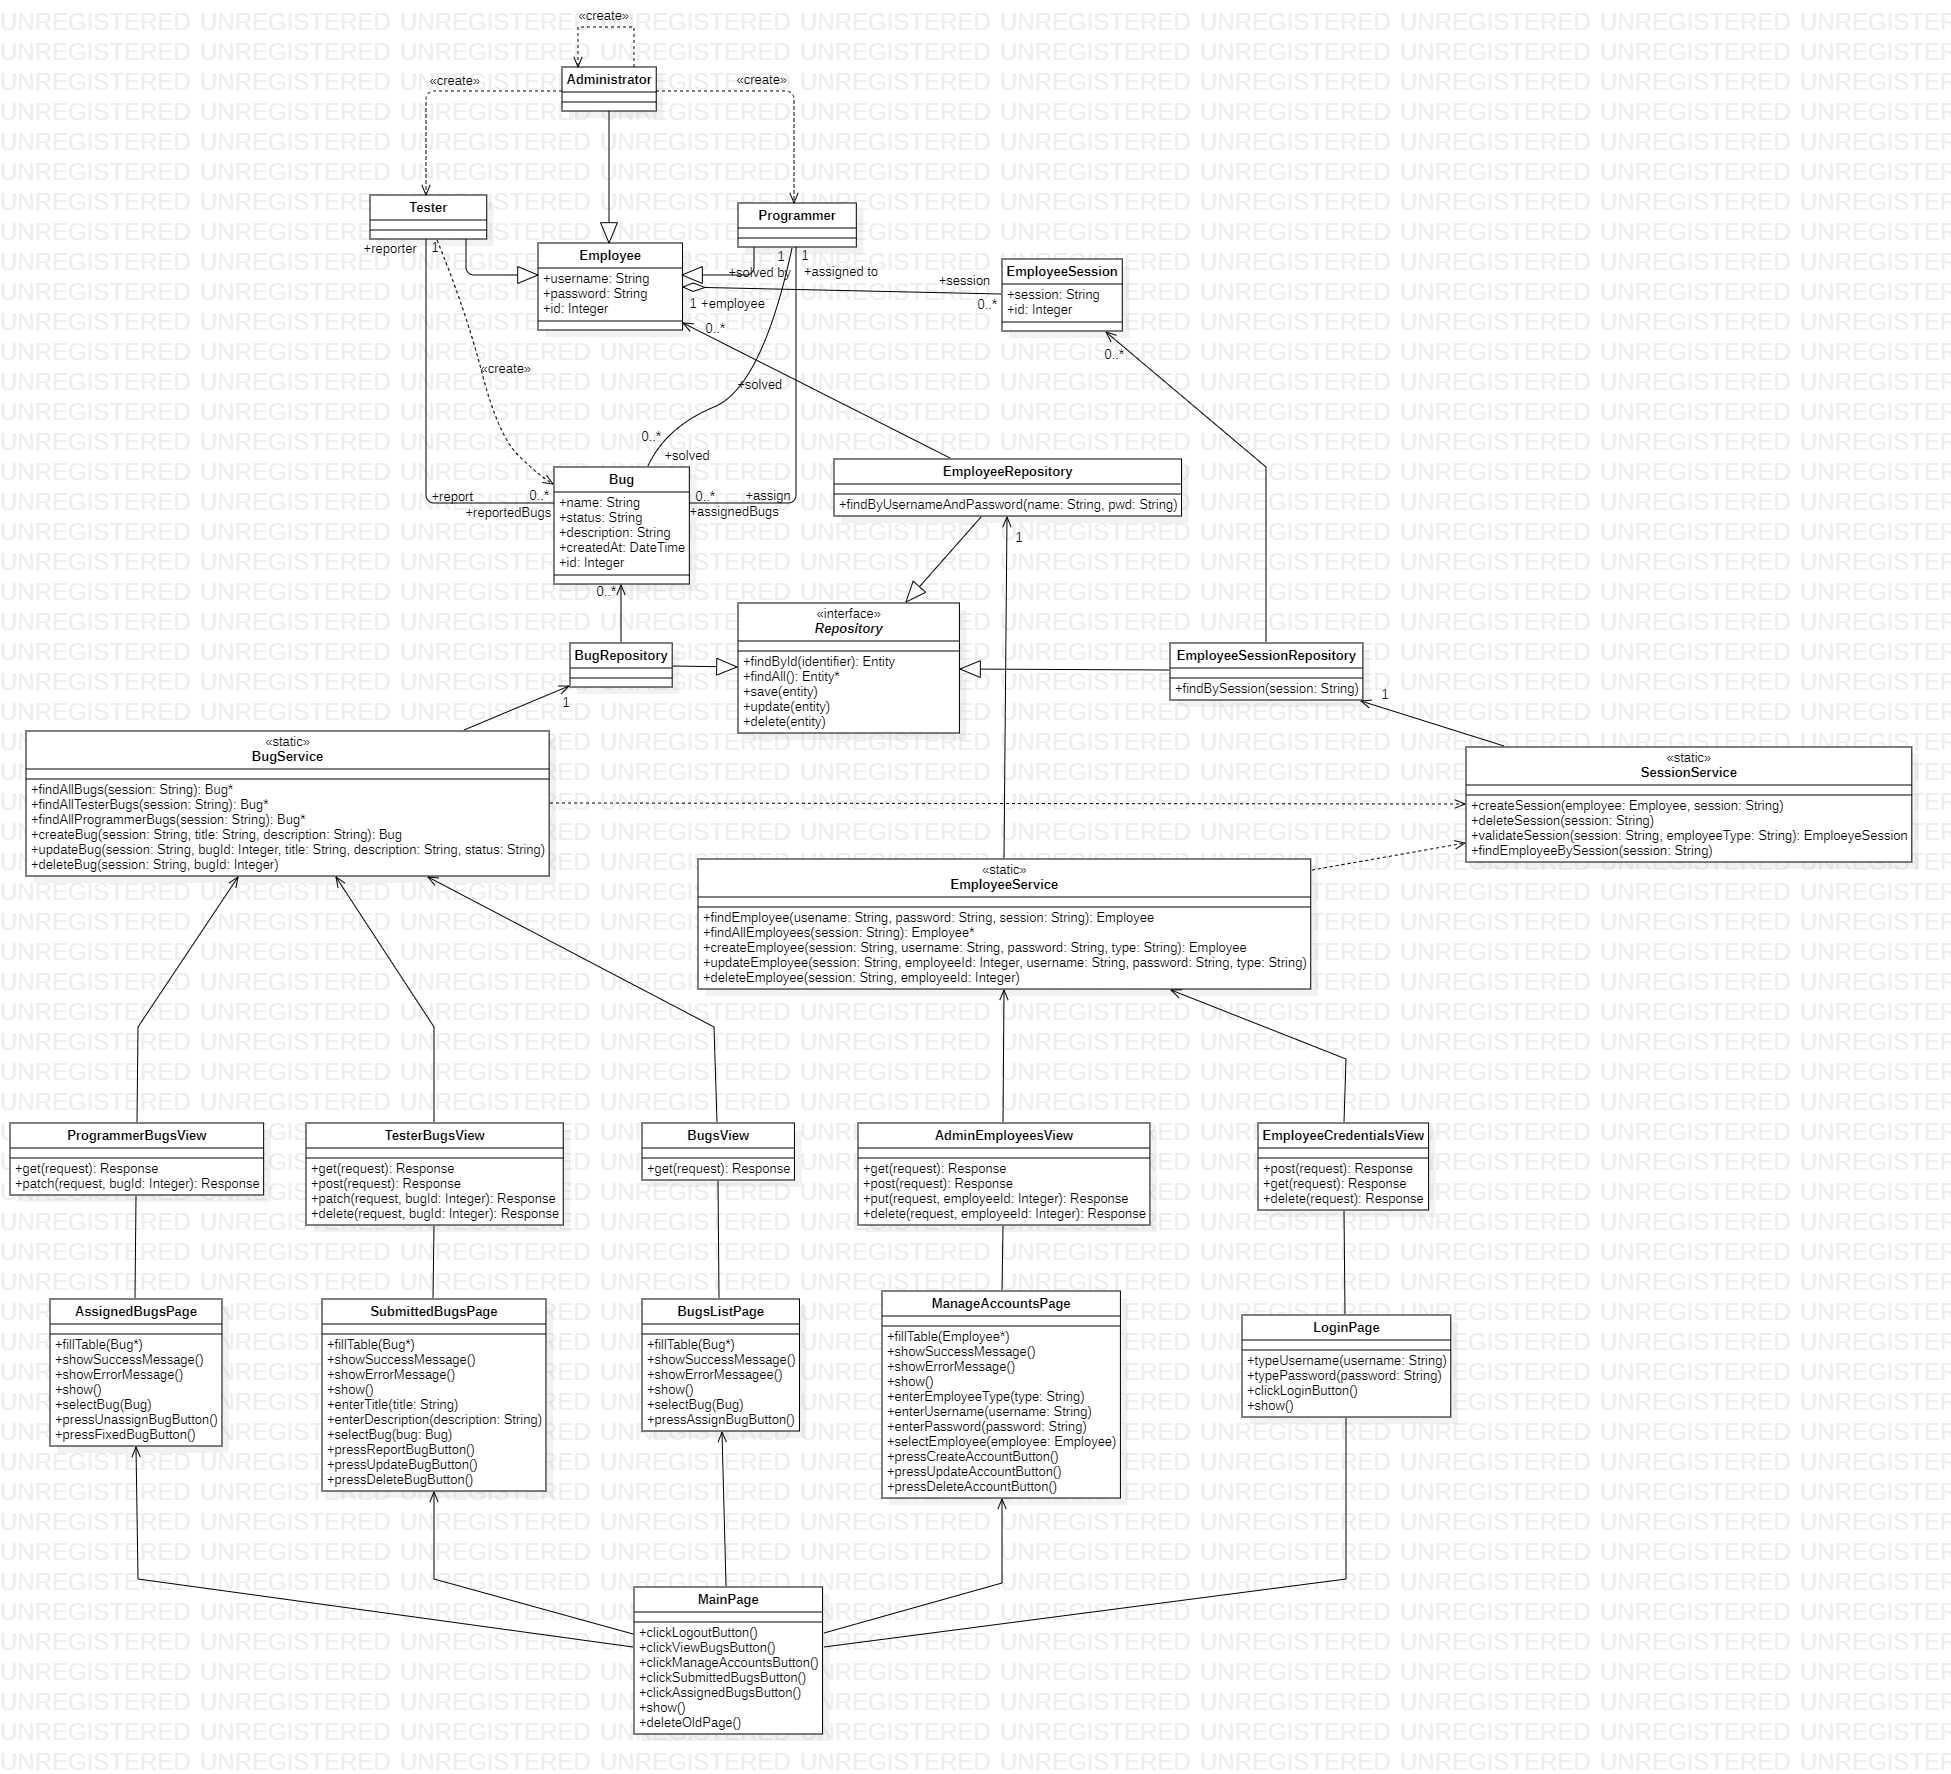 «create»
«create»
Administrator
«create»
Tester
Programmer
+reporter
1
Employee
+username: String
+password: String
+id: Integer
1
1
+solved by
+assigned to
+session
0..*
1
+employee
0..*
EmployeeSession
+session: String
+id: Integer
0..*
«create»
+solved
0..*
+solved
+report
0..*
+reportedBugs
Bug
+name: String
+status: String
+description: String
+createdAt: DateTime
+id: Integer
0..*
+assign
+assignedBugs
0..*
EmployeeRepository
+findByUsernameAndPassword(name: String, pwd: String)
1
BugRepository
1
«interface»
Repository
+findById(identifier): Entity
+findAll(): Entity*
+save(entity)
+update(entity)
+delete(entity)
EmployeeSessionRepository
+findBySession(session: String)
1
«static»
BugService
+findAllBugs(session: String): Bug*
+findAllTesterBugs(session: String): Bug*
+findAllProgrammerBugs(session: String): Bug*
+createBug(session: String, title: String, description: String): Bug
+updateBug(session: String, bugId: Integer, title: String, description: String, status: String)
+deleteBug(session: String, bugId: Integer)
«static»
SessionService
+createSession(employee: Employee, session: String)
+deleteSession(session: String)
+validateSession(session: String, employeeType: String): EmploeyeSession
+findEmployeeBySession(session: String)
«static»
EmployeeService
+findEmployee(usename: String, password: String, session: String): Employee
+findAllEmployees(session: String): Employee*
+createEmployee(session: String, username: String, password: String, type: String): Employee
+updateEmployee(session: String, employeeId: Integer, username: String, password: String, type: String)
+deleteEmployee(session: String, employeeId: Integer)
ProgrammerBugsView
+get(request): Response
+patch(request, bugId: Integer): Response
TesterBugsView
+get(request): Response
+post(request): Response
+patch(request, bugId: Integer): Response
+delete(request, bugId: Integer): Response
BugsView
+get(request): Response
AdminEmployeesView
+get(request): Response
+post(request): Response
+put(request, employeeId: Integer): Response
+delete(request, employeeId: Integer): Response
EmployeeCredentialsView
+post(request): Response
+get(request): Response
+delete(request): Response
AssignedBugsPage
+fillTable(Bug*)
+showSuccessMessage()
+showErrorMessage()
+show()
+selectBug(Bug)
+pressUnassignBugButton()
+pressFixedBugButton()
SubmittedBugsPage
+fillTable(Bug*)
+showSuccessMessage()
+showErrorMessage()
+show()
+enterTitle(title: String)
+enterDescription(description: String)
+selectBug(bug: Bug)
+pressReportBugButton()
+pressUpdateBugButton()
+pressDeleteBugButton()
BugsListPage
+fillTable(Bug*)
+showSuccessMessage()
+showErrorMessagee()
+show()
+selectBug(Bug)
+pressAssignBugButton()
ManageAccountsPage
+fillTable(Employee*)
+showSuccessMessage()
+showErrorMessage()
+show()
+enterEmployeeType(type: String)
+enterUsername(username: String)
+enterPassword(password: String)
+selectEmployee(employee: Employee)
+pressCreateAccountButton()
+pressUpdateAccountButton()
+pressDeleteAccountButton()
LoginPage
+typeUsername(username: String)
+typePassword(password: String)
+clickLoginButton()
+show()
MainPage
+clickLogoutButton()
+clickViewBugsButton()
+clickManageAccountsButton()
+clickSubmittedBugsButton()
+clickAssignedBugsButton()
+show()
+deleteOldPage()
UNREGISTERED